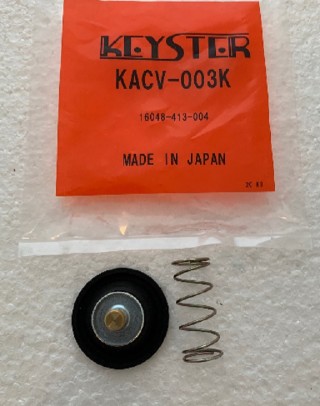 KEYSTER
KACV-003K
16048-413-004
MADE IN JAPAN